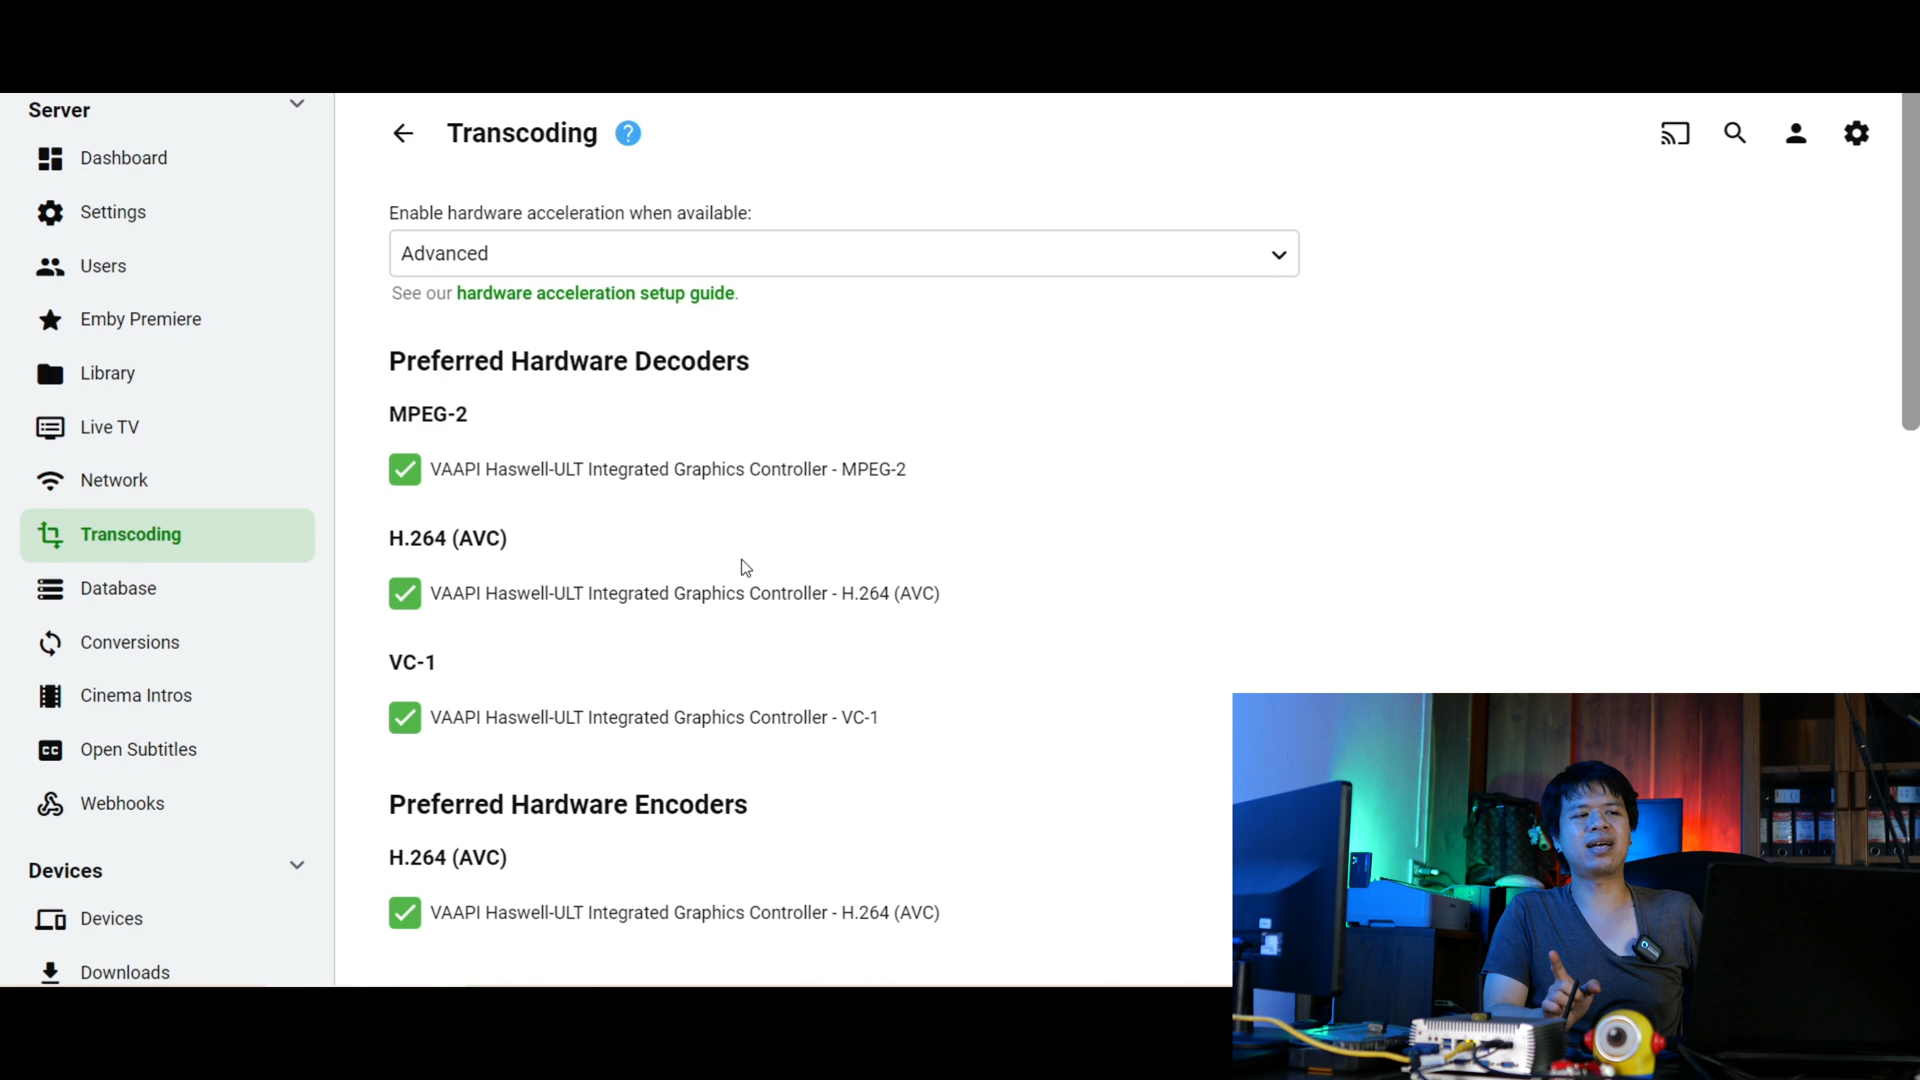 Server
Dashboard
Settings
Users
Emby Premiere
Library
Live TV
Network
Transcoding
Database
Conversions
Cinema Intros
Open Subtitles
Webhooks
Devices
Devices
Downloads
Transcoding ?
Enable hardware acceleration when available:
Advanced
See our hardware acceleration setup guide.
Preferred Hardware Decoders
MPEG-2
VAAPI Haswell-ULT Integrated Graphics Controller - MPEG-2
H.264 (AVC)
VAAPI Haswell-ULT Integrated Graphics Controller - H.264 (AVC)
VC-1
VAAPI Haswell-ULT Integrated Graphics Controller - VC-1
Preferred Hardware Encoders
H.264 (AVC)
VAAPI Haswell-ULT Integrated Graphics Controller - H.264 (AVC)